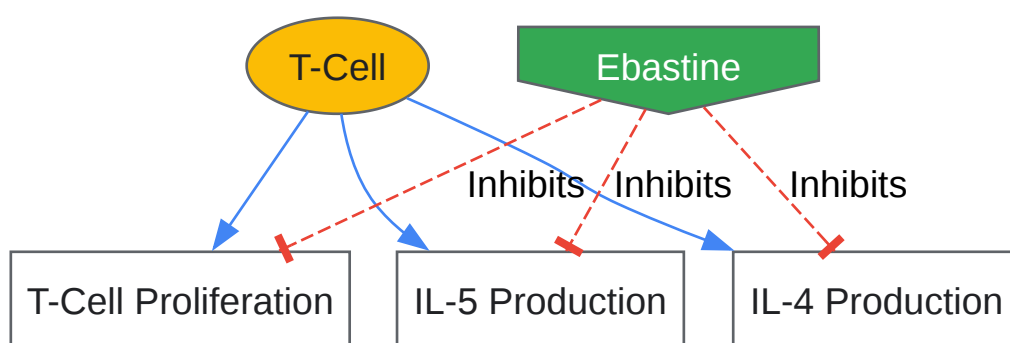 T-Cell
Ebastine
Inhibits
Inhibits
Inhibits
T-Cell Proliferation
IL-5 Production
IL-4 Production